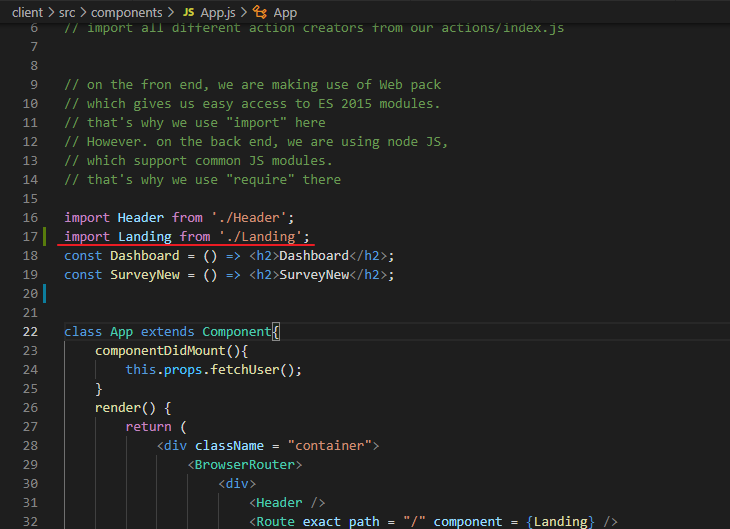 client > src > components > JS App.js > App
6 // import all different action creators from our actions/index.js
7
8
9 // on the fron end, we are making use of Web pack
10 // which gives us easy access to ES 2015 modules.
11 // that's why we use "import" here
12 // However. on the back end, we are using node JS,
13 // which support common JS modules.
14 // that's why we use "require" there
15
16 import Header from './Header';
17 import Landing from './Landing';
18 const Dashboard = () => <h2>Dashboard</h2>;
19 const SurveyNew = () => <h2>SurveyNew</h2>;
20
21
22 class App extends Component{
23 componentDidMount(){
24 this.props.fetchUser();
25 }
26 render() {
27 return (
28 <div className = "container">
29 <BrowserRouter>
30 <div>
31 <Header />
32 <Route exact path = "/" component = {Landing} />